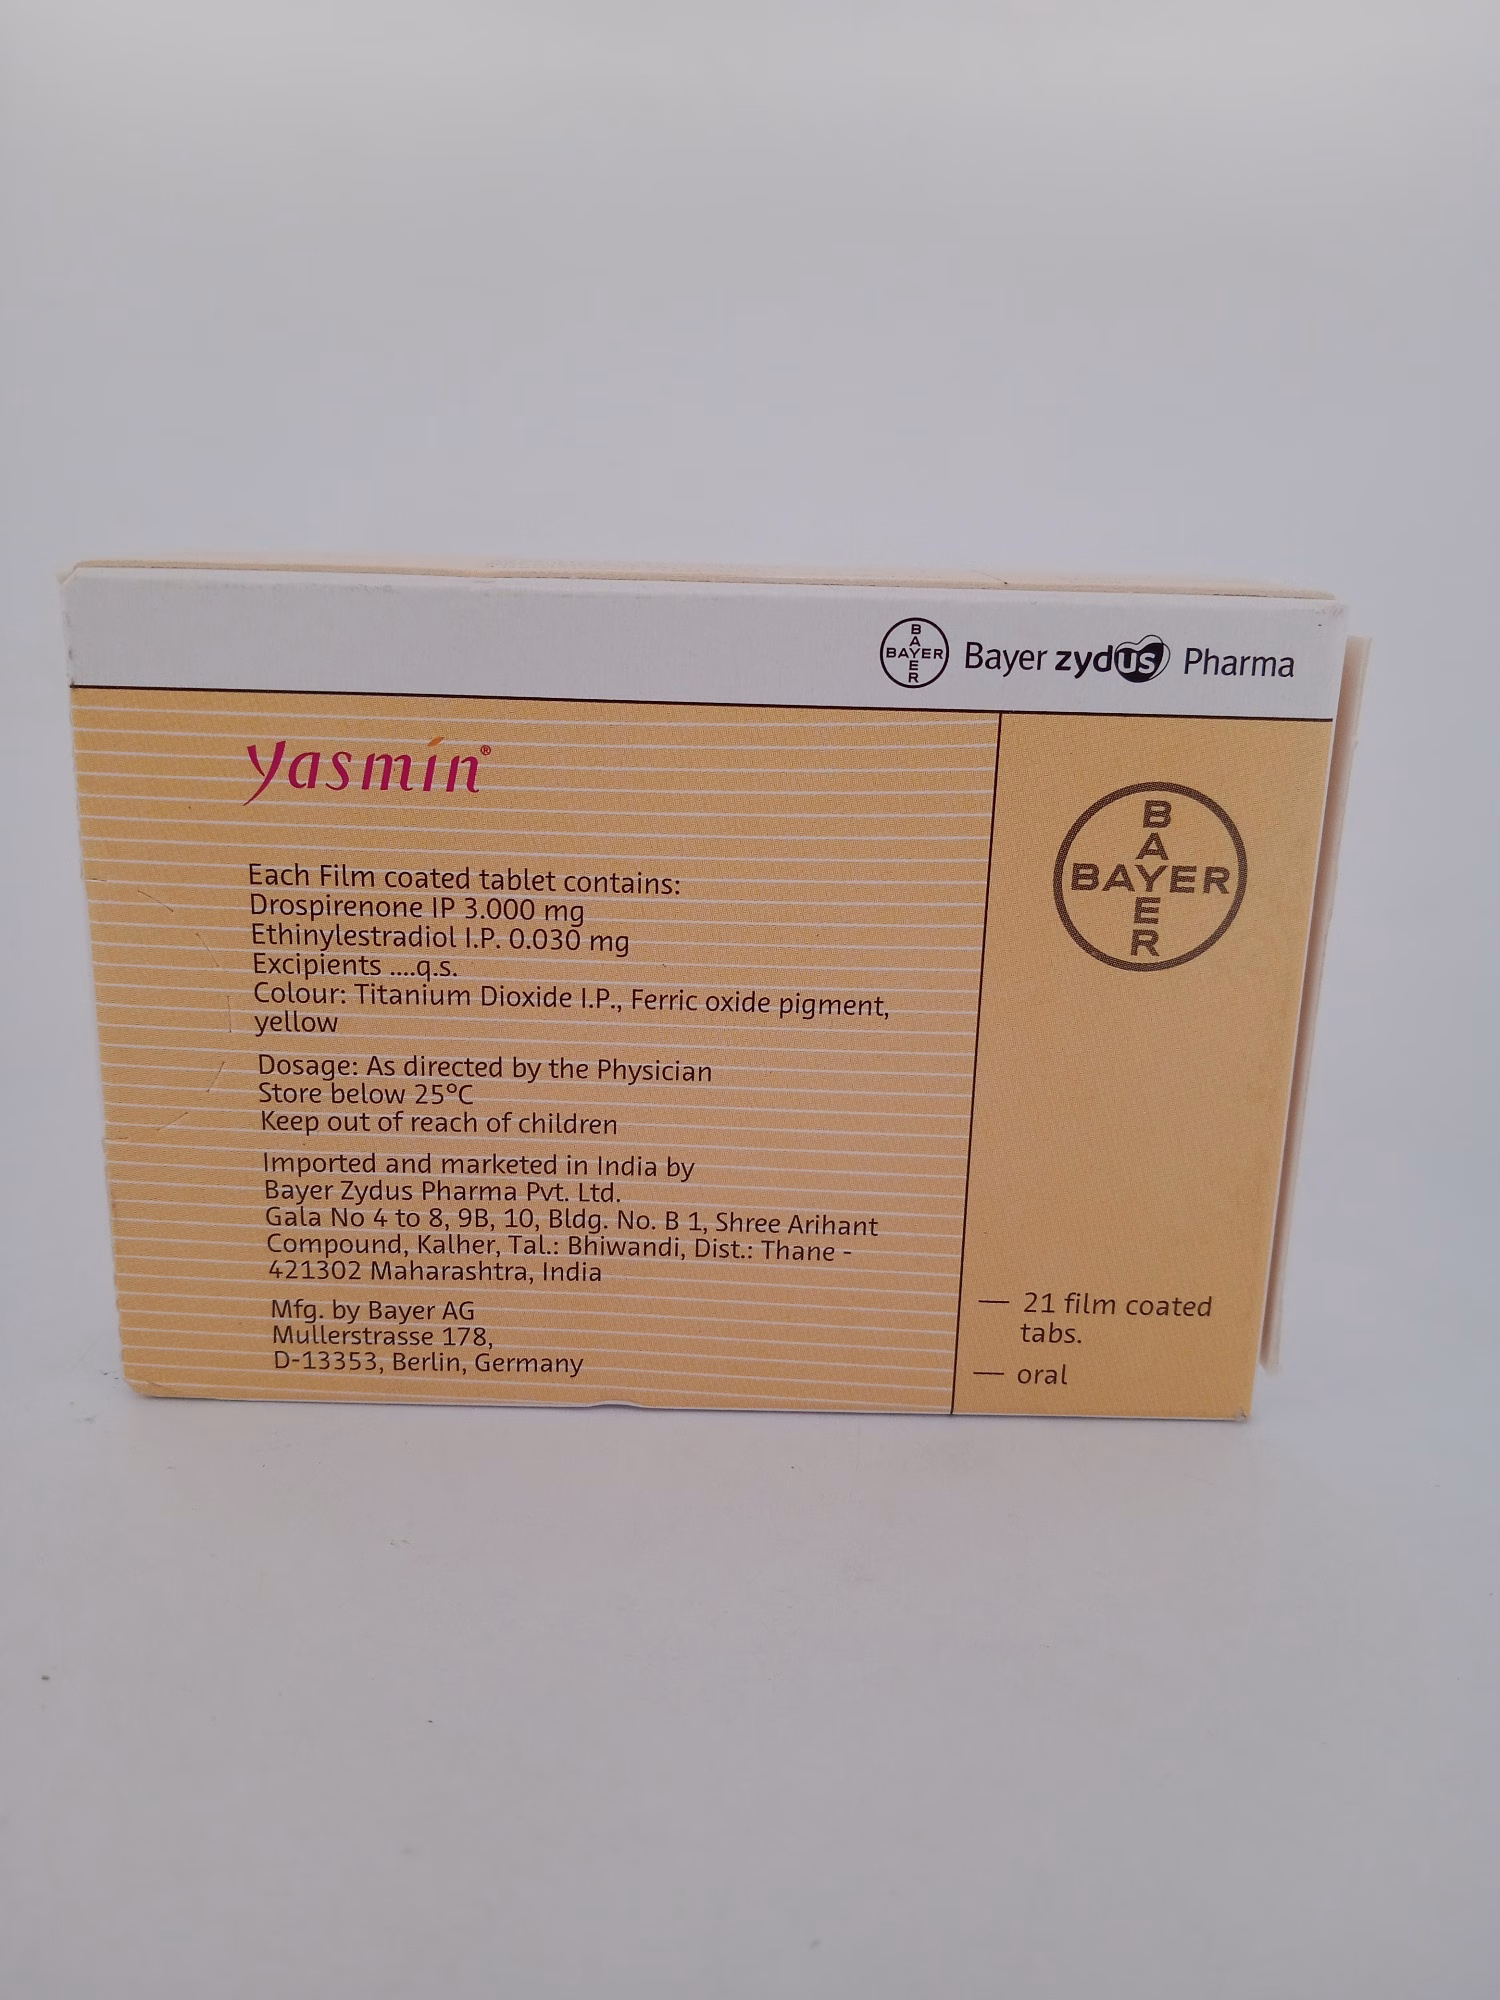 BAYER
BAYER
Bayer zydus Pharma
yasmin®
BAYER
BAYER
Each Film coated tablet contains:
Drospirenone IP 3.000 mg
Ethinylestradiol I.P. 0.030 mg
Excipients ....q.s.
Colour: Titanium Dioxide I.P., Ferric oxide pigment,
yellow
Dosage: As directed by the Physician
Store below 25°C
Keep out of reach of children
Imported and marketed in India by
Bayer Zydus Pharma Pvt. Ltd.
Gala No 4 to 8, 9B, 10, Bldg. No. B 1, Shree Arihant
Compound, Kalher, Tal.: Bhiwandi, Dist.: Thane -
421302 Maharashtra, India
Mfg. by Bayer AG
Mullerstrasse 178,
D-13353, Berlin, Germany
— 21 film coated
tabs.
— oral